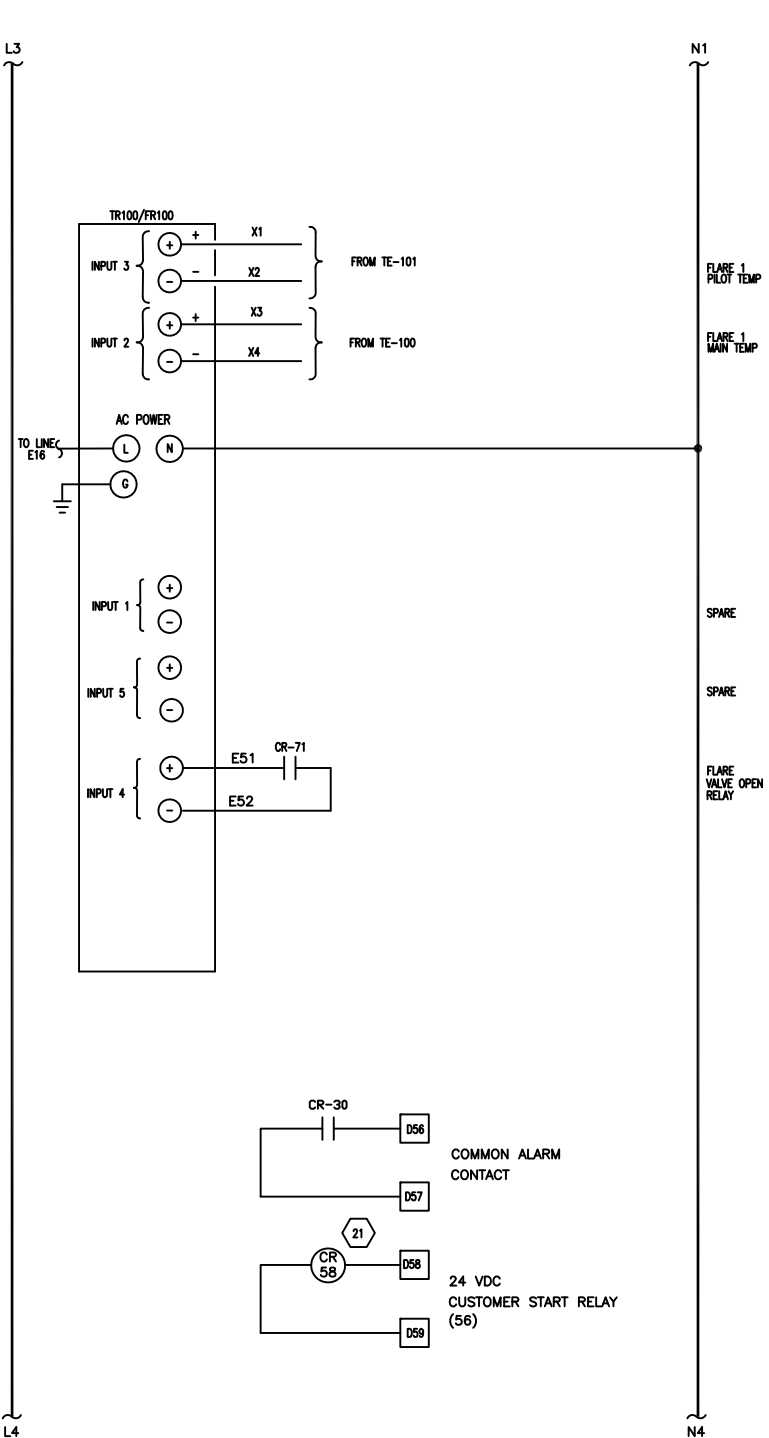 L3
N1
TR100/FR100
INPUT 3
+
+
X1
-
-
X2
FROM TE-101
FLARE 1
PILOT TEMP
INPUT 2
+
+
X3
-
-
X4
FROM TE-100
FLARE 1
MAIN TEMP
AC POWER
TO LINE
E16
L
N
G
INPUT 1
+
-
SPARE
INPUT 5
+
-
SPARE
INPUT 4
+
-
E51
CR-71
E52
FLARE
VALVE OPEN
RELAY
CR-30
D56
COMMON ALARM
CONTACT
D57
21
CR
58
D58
24 VDC
CUSTOMER START RELAY
(56)
D59
L4
N4